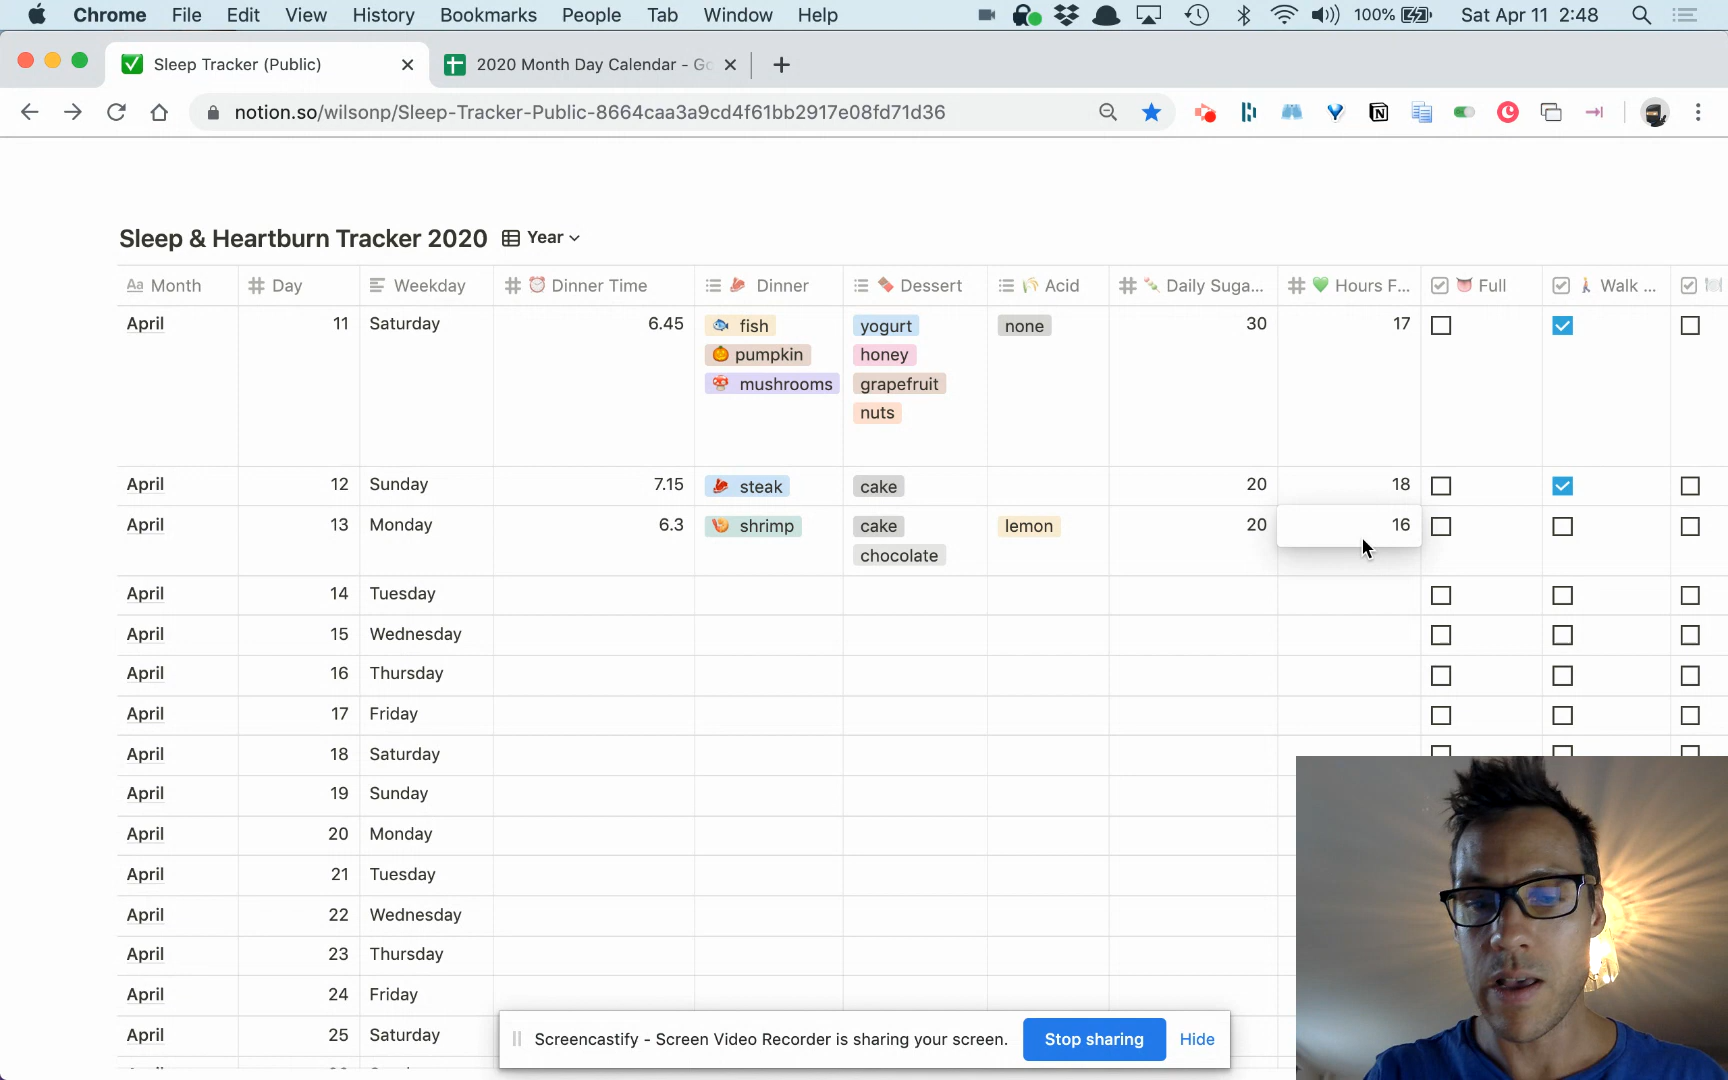 Chrome File Edit View History Bookmarks People Tab Window Help 100% Sat Apr 11 2:48
Sleep Tracker (Public) 2020 Month Day Calendar - Go
notion.so/wilsonp/Sleep-Tracker-Public-8664caa3a9cd4f61bb2917e08fd71d36
Sleep & Heartburn Tracker 2020 Year
Aa Month # Day Weekday # Dinner Time Dinner Dessert Acid # Daily Suga... # Hours F... Full Walk ...
April 11 Saturday 6.45 fish yogurt none 30 17
pumpkin honey
mushrooms grapefruit
nuts
April 12 Sunday 7.15 steak cake 20 18
April 13 Monday 6.3 shrimp cake lemon 20 16
chocolate
April 14 Tuesday
April 15 Wednesday
April 16 Thursday
April 17 Friday
April 18 Saturday
April 19 Sunday
April 20 Monday
April 21 Tuesday
April 22 Wednesday
April 23 Thursday
April 24 Friday
April 25 Saturday
Screencastify - Screen Video Recorder is sharing your screen. Stop sharing Hide